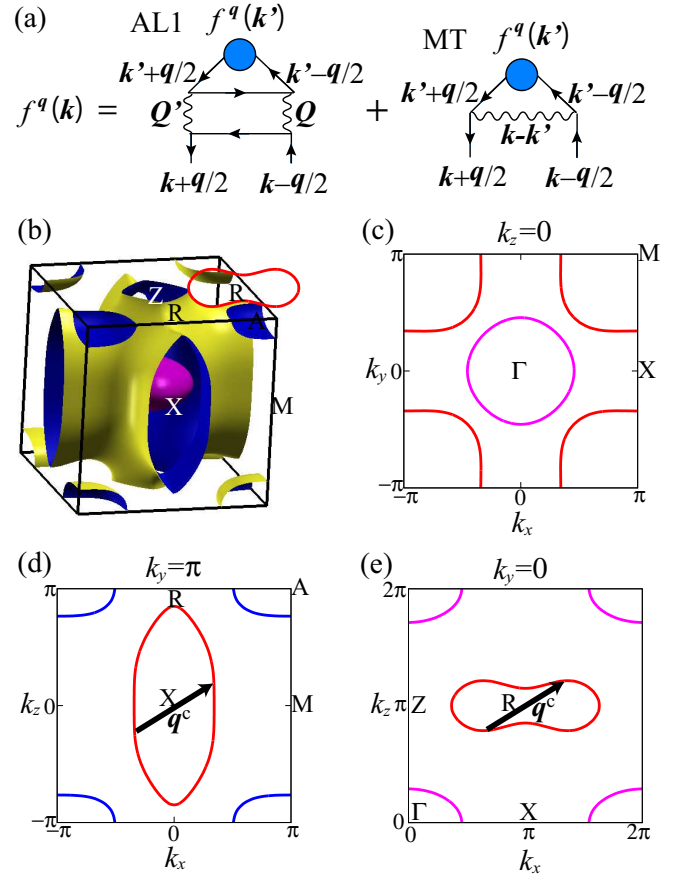 (a)
AL1
f^q(k')
MT
f^q(k')
k'+q/2
k'−q/2
k'+q/2
k'−q/2
f^q(k) =
Q'
Q
+
k-k'
k+q/2
k−q/2
k+q/2
k−q/2
(b)
Z
R
R
A
X
M
(c)
k_z=0
π
M
k_y 0
Γ
X
−π
−π
0
π
k_x
(d)
k_y=π
π
R
A
k_z 0
X
M
q^c
−π
−π
0
π
k_x
(e)
k_y=0
2π
k_z π
Z
R
q^c
Γ
X
0
0
π
2π
k_x